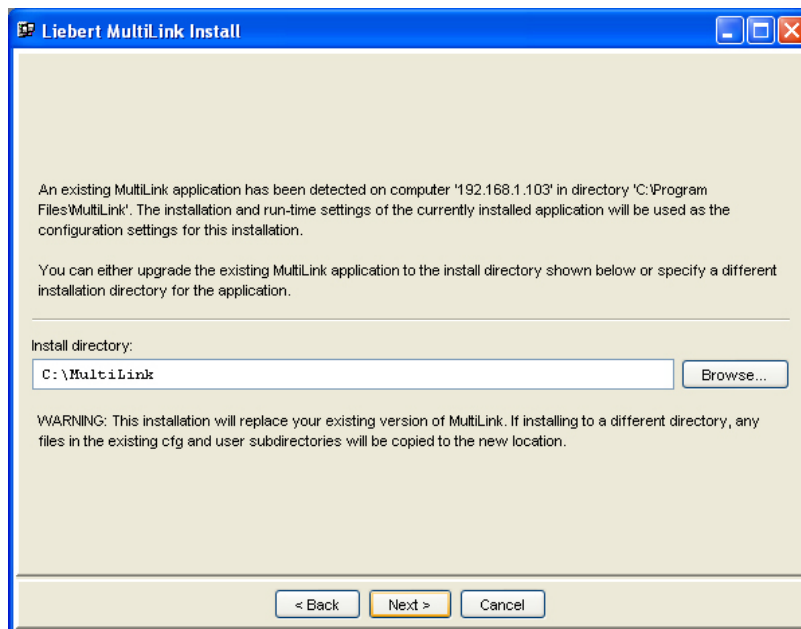 Liebert MultiLink Install
An existing MultiLink application has been detected on computer '192.168.1.103' in directory 'C:\Program
Files\MultiLink'. The installation and run-time settings of the currently installed application will be used as the
configuration settings for this installation.
You can either upgrade the existing MultiLink application to the install directory shown below or specify a different
installation directory for the application.
Install directory:
C:\MultiLink
Browse...
WARNING: This installation will replace your existing version of MultiLink. If installing to a different directory, any
files in the existing cfg and user subdirectories will be copied to the new location.
< Back
Next >
Cancel